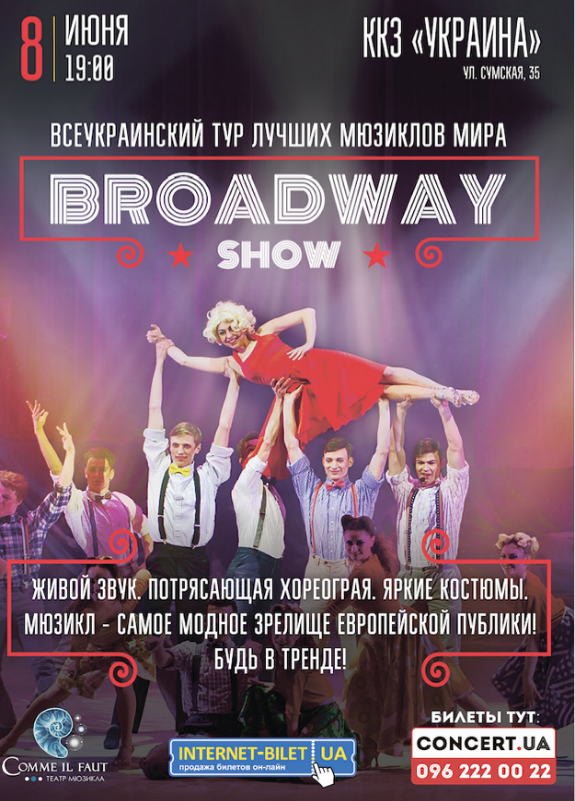 8
ИЮНЯ
19:00
ККЗ «УКРАИНА»
УЛ. СУМСКАЯ, 35
ВСЕУКРАИНСКИЙ ТУР ЛУЧШИХ МЮЗИКЛОВ МИРА
BROADWAY
SHOW
ЖИВОЙ ЗВУК. ПОТРЯСАЮЩАЯ ХОРЕОГРАЯ. ЯРКИЕ КОСТЮМЫ.
МЮЗИКЛ - САМОЕ МОДНОЕ ЗРЕЛИЩЕ ЕВРОПЕЙСКОЙ ПУБЛИКИ!
БУДЬ В ТРЕНДЕ!
COMME IL FAUT
ТЕАТР МЮЗИКЛА
INTERNET-BILET UA
продажа билетов он-лайн
БИЛЕТЫ ТУТ:
CONCERT.UA
096 222 00 22